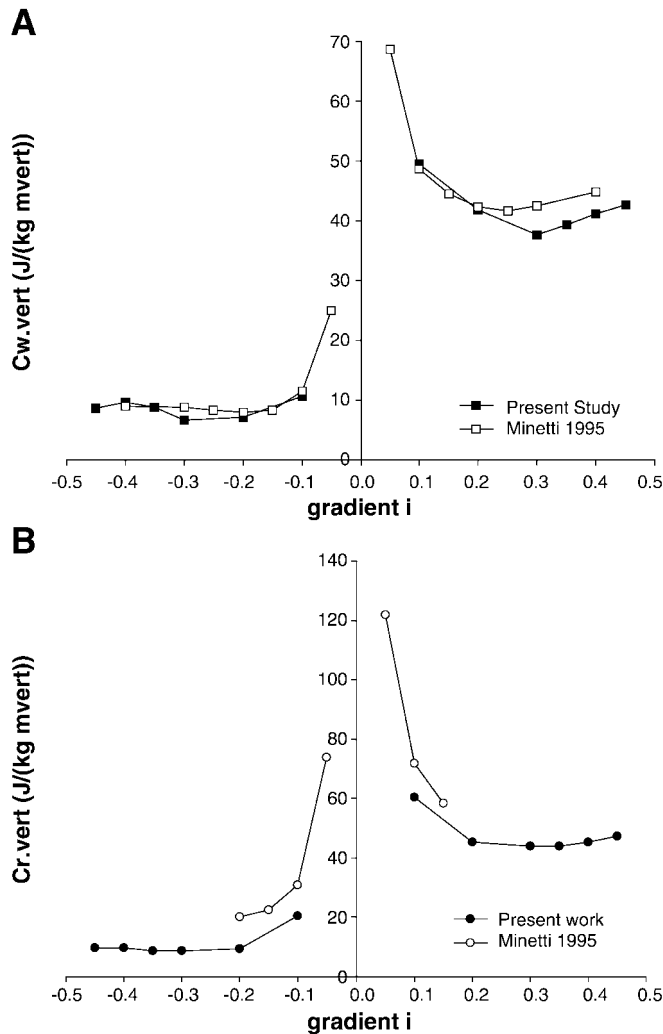 A
Cw.vert (J/(kg mvert))
70
60
50
40
30
20
10
0
Present Study
Minetti 1995
-0.5 -0.4 -0.3 -0.2 -0.1 0.0 0.1 0.2 0.3 0.4 0.5
gradient i
B
Cr.vert (J/(kg mvert))
140
120
100
80
60
40
20
0
Present work
Minetti 1995
-0.5 -0.4 -0.3 -0.2 -0.1 0.0 0.1 0.2 0.3 0.4 0.5
gradient i